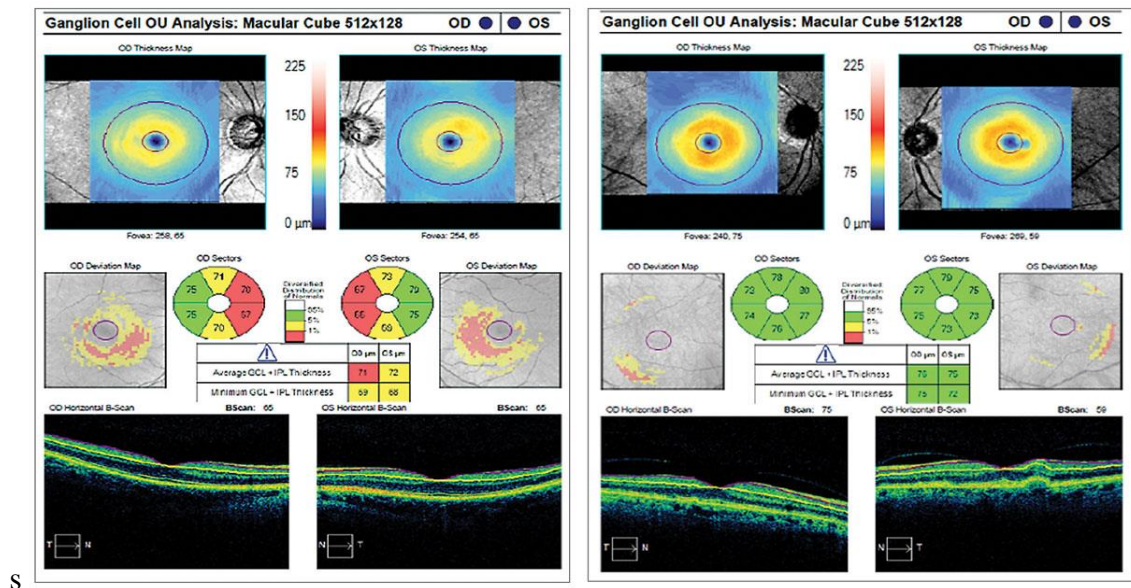 Ganglion Cell OU Analysis: Macular Cube 512x128 OD OS
OD Thickness Map OS Thickness Map
225
150
75
0 µm
Fovea: 258, 65 Fovea: 254, 65
OD Deviation Map OD Sectors OS Sectors OS Deviation Map
Distribution
of Normals
95%
5%
1%
71
75 70
75 67
70
73
67 79
66 75
OD µm OS µm
Average GCL + IPL Thickness 71 72
Minimum GCL + IPL Thickness
OD Horizontal B-Scan BScan: 65 OS Horizontal B-Scan BScan: 65
T N N T
Ganglion Cell OU Analysis: Macular Cube 512x128 OD OS
OD Thickness Map OS Thickness Map
225
150
75
0 µm
Fovea: 240, 75 Fovea: 269, 59
OD Deviation Map OD Sectors OS Sectors OS Deviation Map
Distribution
of Normals
95%
5%
1%
78
73
74 77
76
79
77 75
75 75
73
OD µm OS µm
Average GCL + IPL Thickness 76 75
Minimum GCL + IPL Thickness 75 72
OD Horizontal B-Scan BScan: 75 OS Horizontal B-Scan BScan: 59
T N N T
s